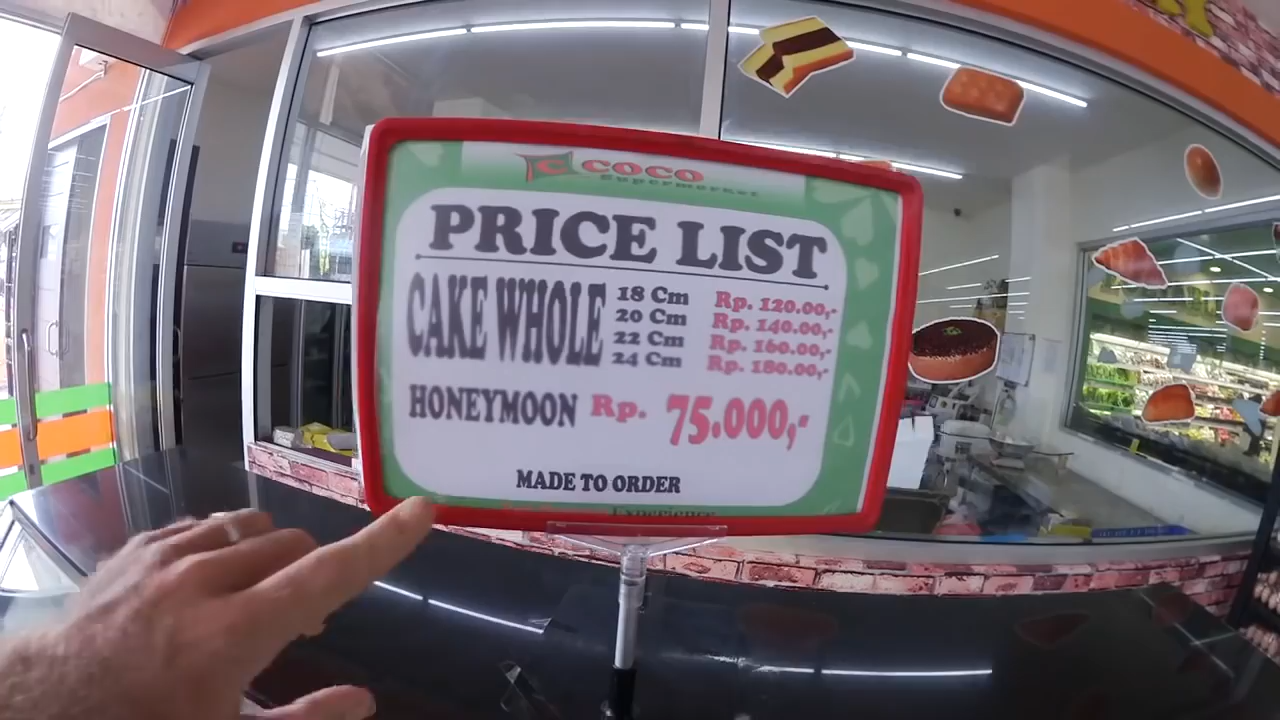 C COCO
Supermarket
PRICE LIST
CAKE WHOLE
18 Cm Rp. 120.00,-
20 Cm Rp. 140.00,-
22 Cm Rp. 160.00,-
24 Cm Rp. 180.00,-
HONEYMOON Rp. 75.000,-
MADE TO ORDER
Experience